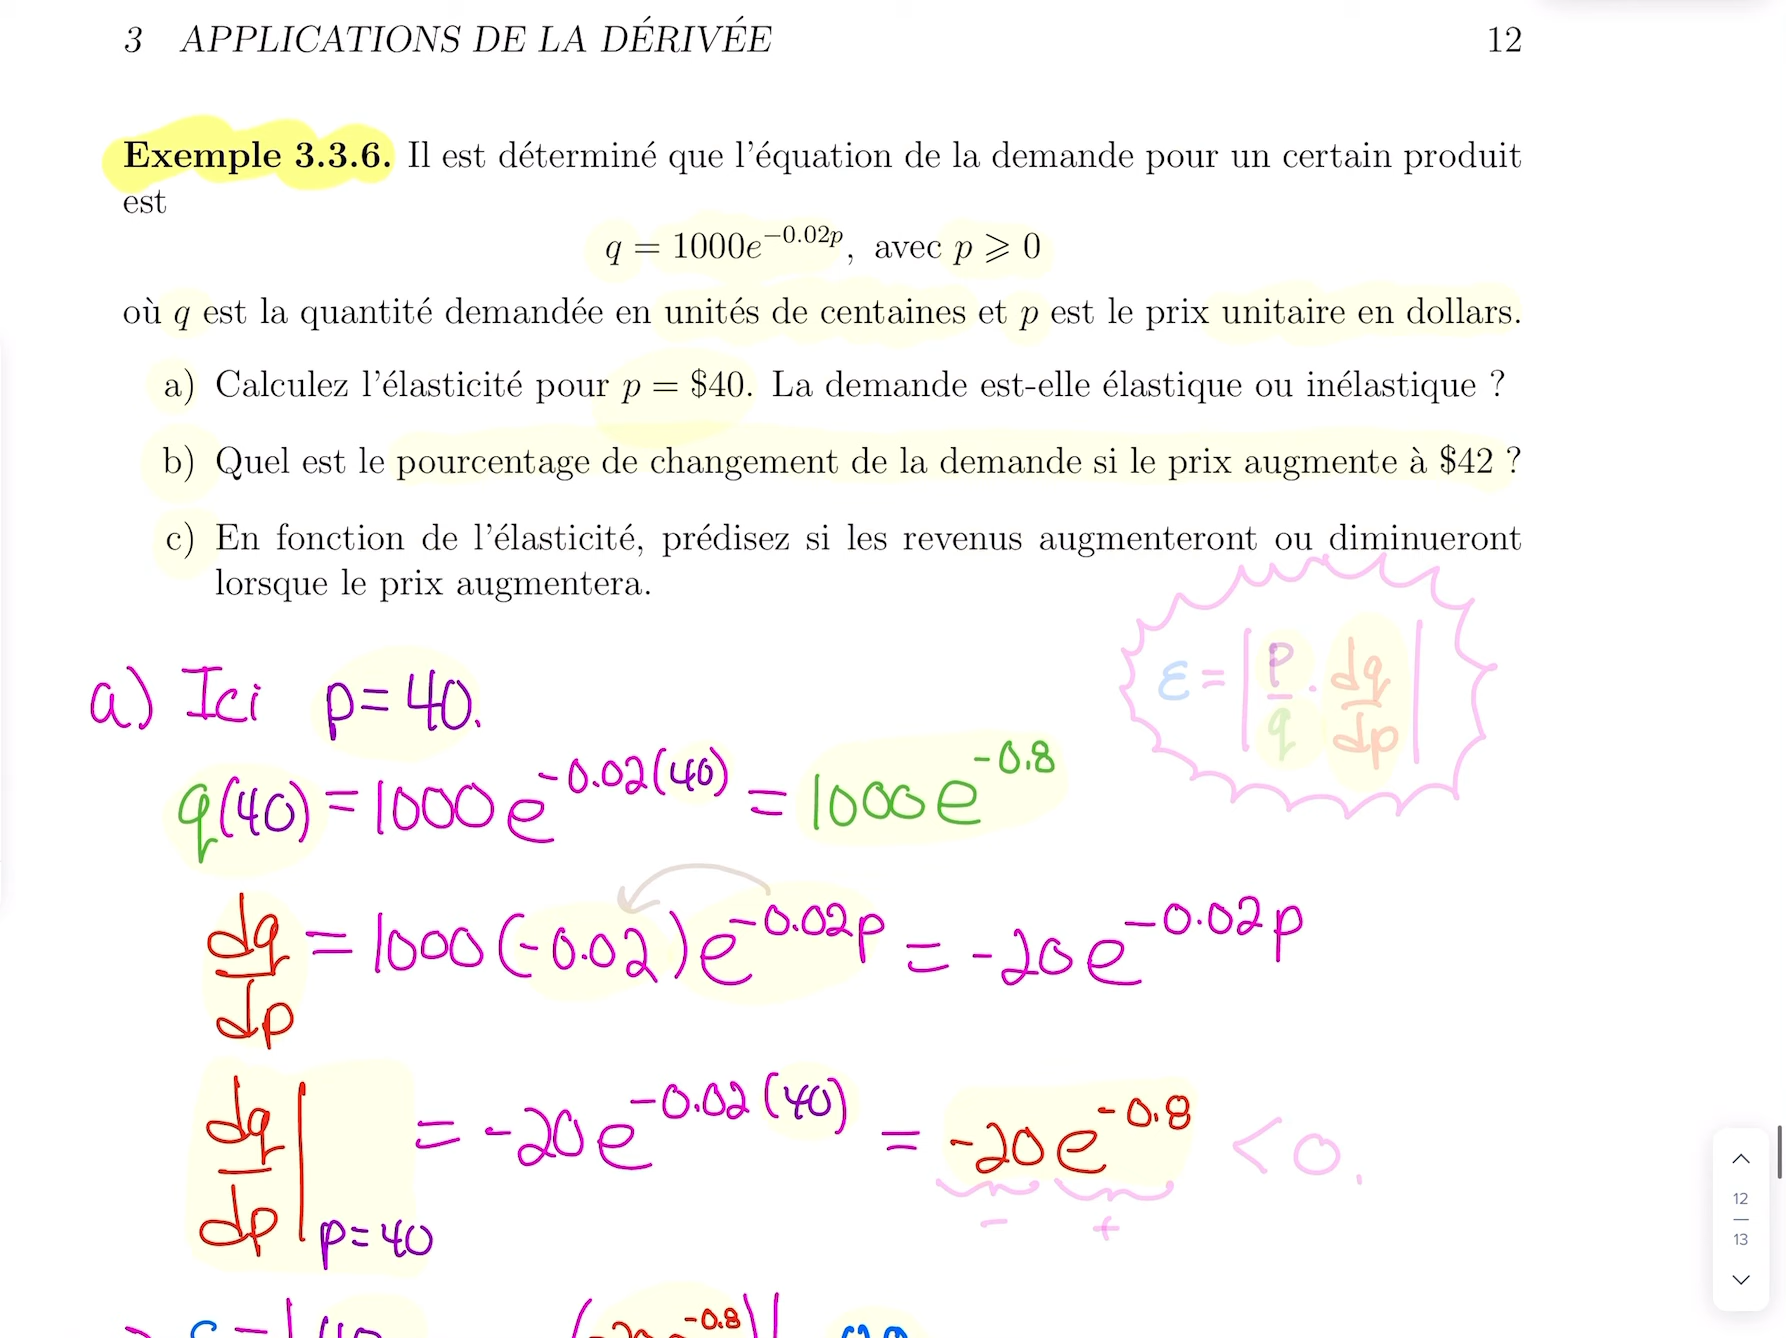 3 APPLICATIONS DE LA DÉRIVÉE 12
Exemple 3.3.6. Il est déterminé que l'équation de la demande pour un certain produit
est
q = 1000e^{-0.02p}, avec p ⩾ 0
où q est la quantité demandée en unités de centaines et p est le prix unitaire en dollars.
a) Calculez l'élasticité pour p = $40. La demande est-elle élastique ou inélastique ?
b) Quel est le pourcentage de changement de la demande si le prix augmente à $42 ?
c) En fonction de l'élasticité, prédisez si les revenus augmenteront ou diminueront
lorsque le prix augmentera.
ε = |p/q · dq/dp|
a) Ici p=40.
q(40) = 1000e^{-0.02(40)} = 1000e^{-0.8}
dq/dp = 1000(-0.02)e^{-0.02p} = -20e^{-0.02p}
dq/dp|_{p=40} = -20e^{-0.02(40)} = -20e^{-0.8} < 0.
- +
12
13